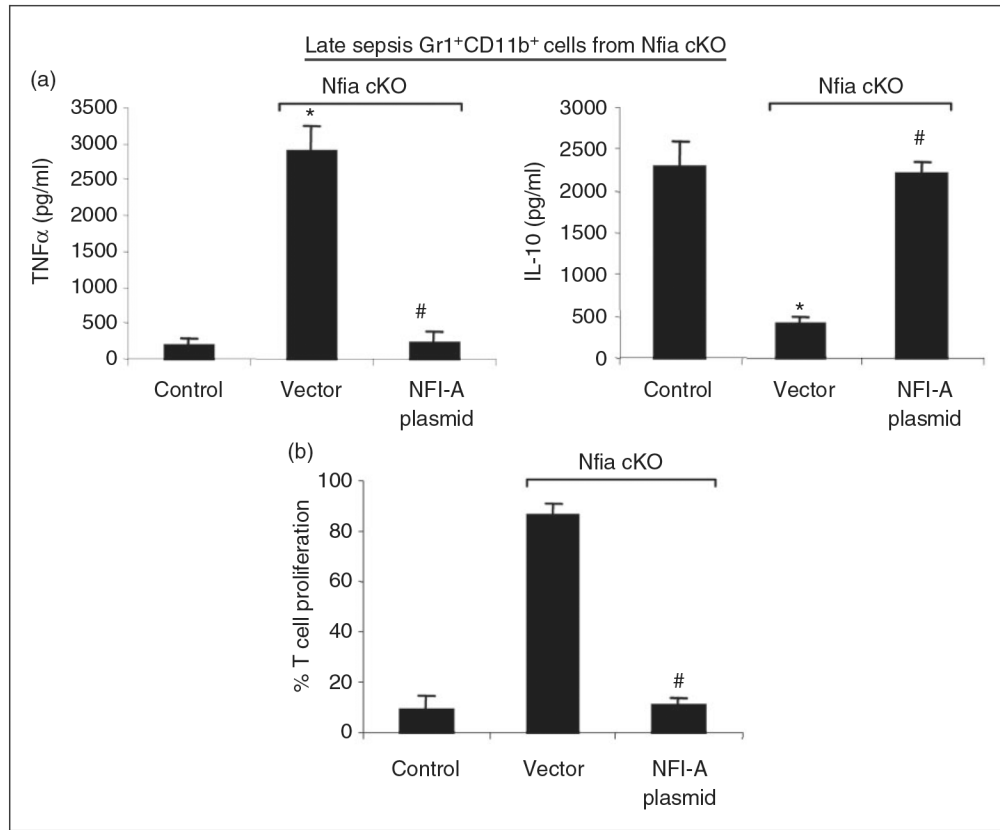 Late sepsis Gr1⁺CD11b⁺ cells from Nfia cKO
(a)
Nfia cKO
TNFα (pg/ml)
3500
3000
2500
2000
1500
1000
500
0
*
#
Control
Vector
NFI-A
plasmid
Nfia cKO
IL-10 (pg/ml)
3000
2500
2000
1500
1000
500
0
*
#
Control
Vector
NFI-A
plasmid
(b)
Nfia cKO
% T cell proliferation
100
80
60
40
20
0
#
Control
Vector
NFI-A
plasmid